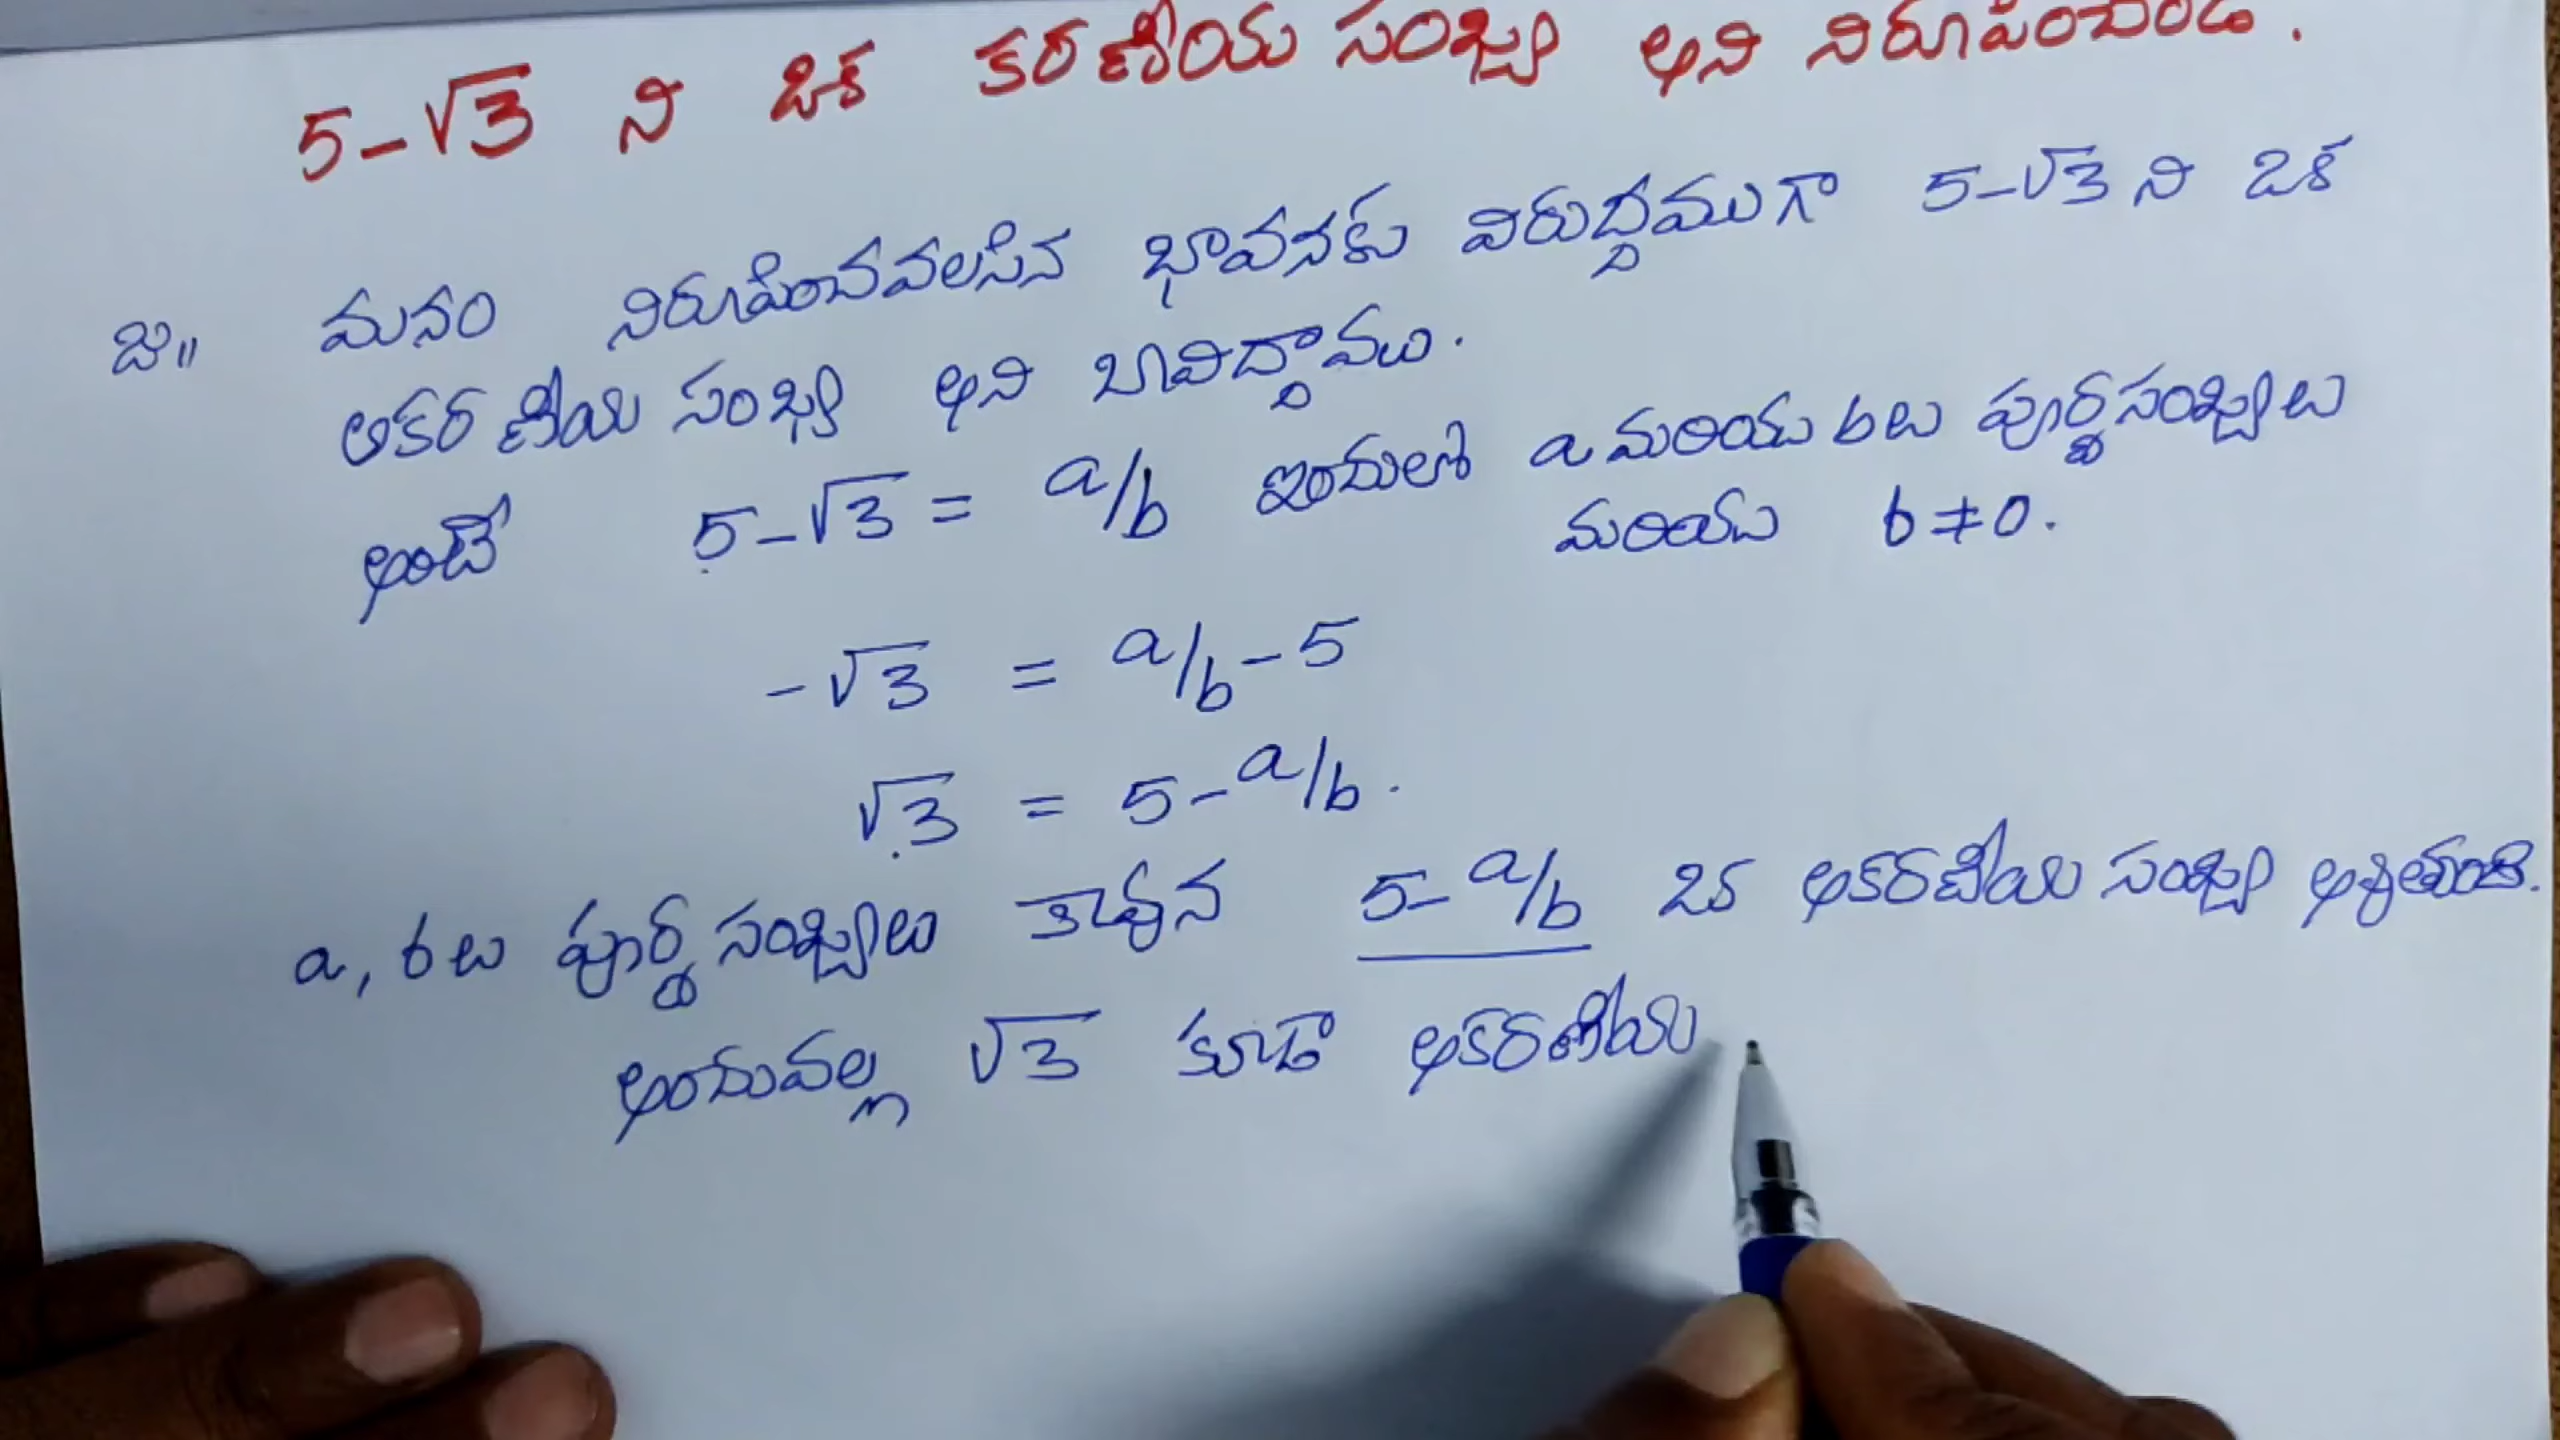 5-√3 ని ఒక కరణీయ సంఖ్య అని నిరూపించండి.
జ॥ మనం నిరూపించవలసిన భావనకు విరుద్ధముగా 5-√3 ని ఒక
అకరణీయ సంఖ్య అని బావిద్దాము.
అంటే 5-√3 = a/b ఇందులో a మరియు b లు పూర్ణసంఖ్యలు
మరియు b ≠ 0.
-√3 = a/b - 5
√3 = 5 - a/b.
a, b లు పూర్ణ సంఖ్యలు కావున 5 - a/b ఒక అకరణీయ సంఖ్య అవుతుంది.
అందువల్ల √3 కూడా అకరణీయ